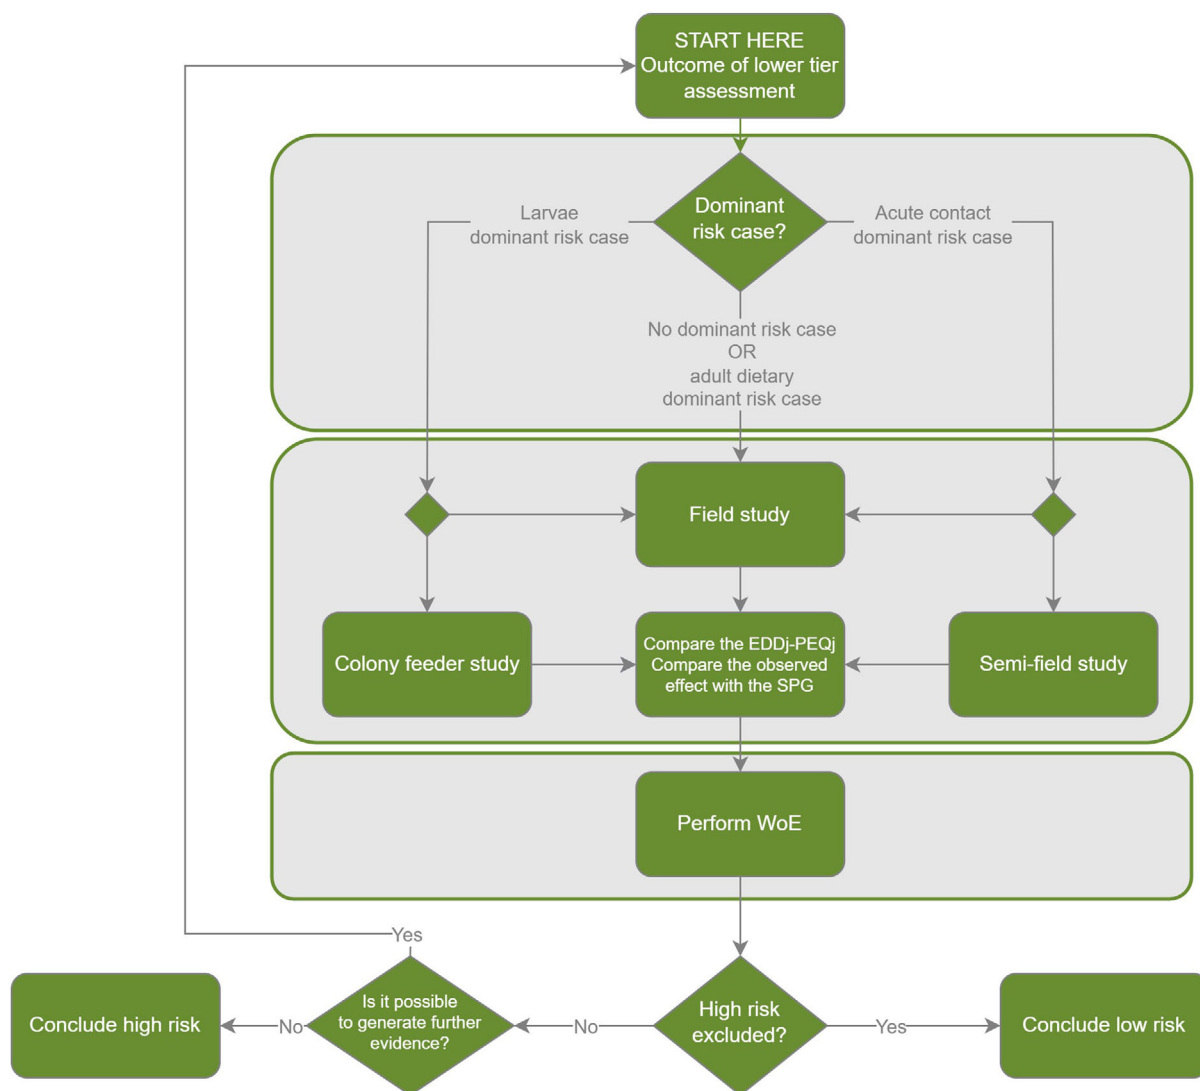 START HERE
Outcome of lower tier
assessment
Dominant
risk case?
Larvae
dominant risk case
Acute contact
dominant risk case
No dominant risk case
OR
adult dietary
dominant risk case
Field study
Colony feeder study
Compare the EDDj-PEQj
Compare the observed
effect with the SPG
Semi-field study
Perform WoE
Yes
Conclude high risk
No
Is it possible
to generate further
evidence?
No
High risk
excluded?
Yes
Conclude low risk